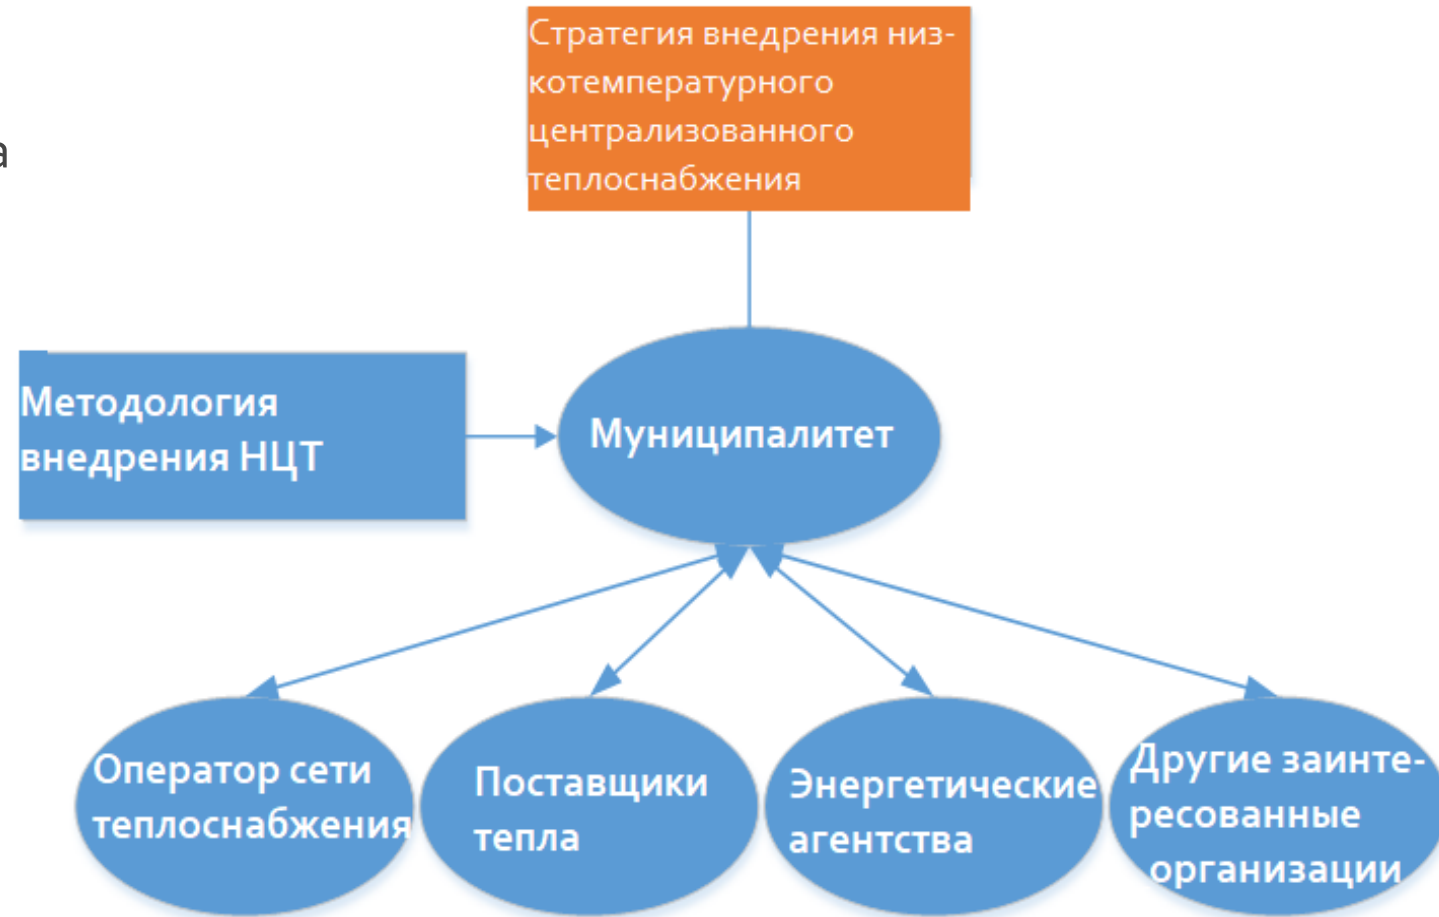 Стратегия внедрения низ-
котемпературного
централизованного
теплоснабжения
а
Методология
внедрения НЦТ
Муниципалитет
Оператор сети
теплоснабжения
Поставщики
тепла
Энергетические
агентства
Другие заинте-
ресованные
организации